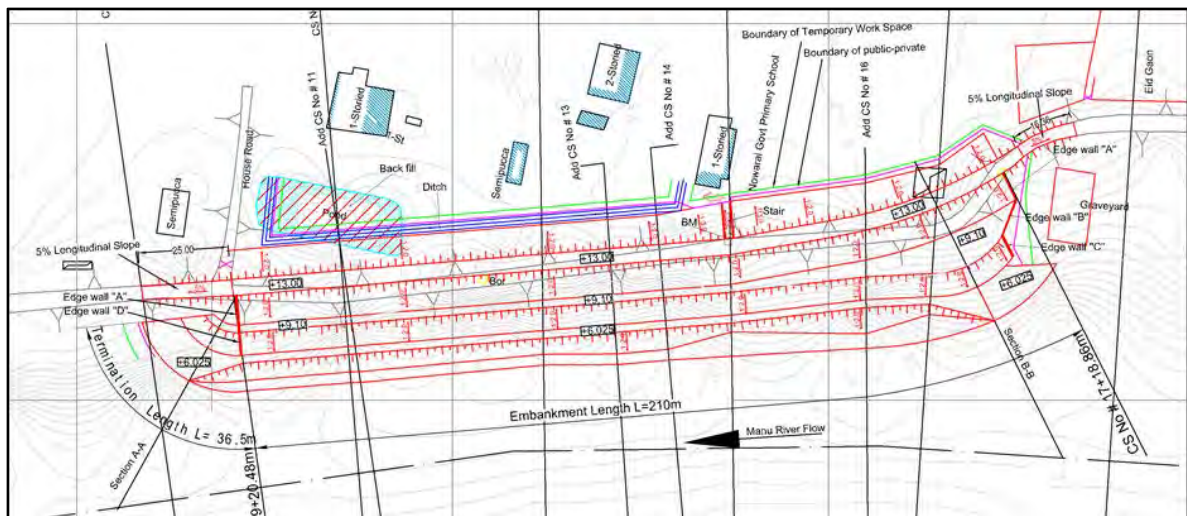 CS N
Boundary of Temporary Work Space
Boundary of public-private
Nowarai Govt Primary School
Add CS No # 11
Add CS No # 13
Add CS No # 14
Add CS No # 16
5% Longitudinal Slope
Eid Gaon
House Road
1-Storied
1-St
2-Storied
1-Storied
Semipucca
Semipucca
Back fill
Ditch
Pond
BM
Stair
Edge wall "A"
Graveyard
Edge wall "B"
Edge wall "C"
5% Longitudinal Slope
25.00
+13.00
+13.00
+13.00
Bot
Edge wall "A"
Edge wall "D"
+9.10
+9.10
+9.10
+6.025
+6.025
+6.025
Termination Length L= 36.5m
Embankment Length L=210m
Manu River Flow
Section A-A
9+20.48m
Section B-B
CS No # 17+18.86m